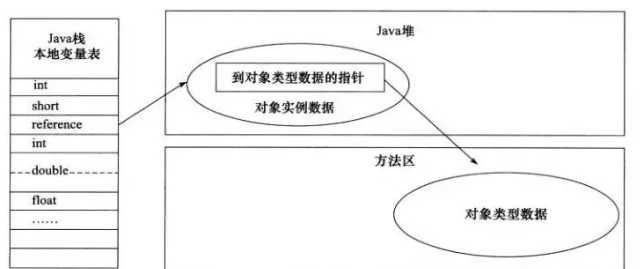 Java栈
本地变量表
int
short
reference
int
double
float
……
Java堆
到对象类型数据的指针
对象实例数据
方法区
对象类型数据